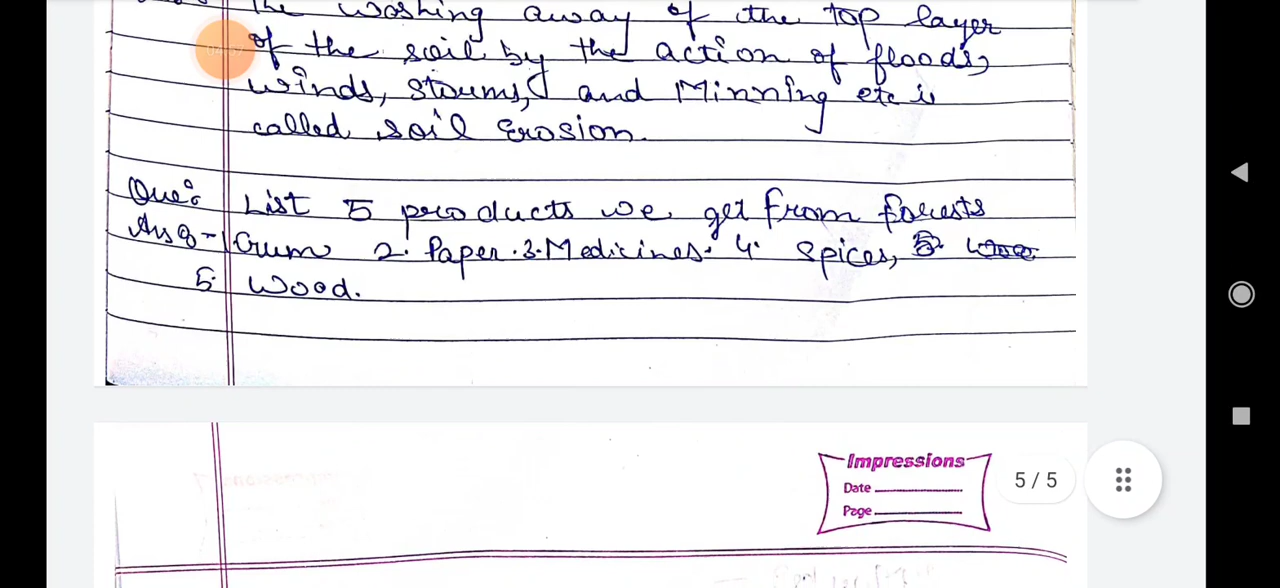 the washing away of the top layer
of the soil by the action of floods,
winds, storms, and Minning etc is
called soil Erosion.
Que: List 5 products we get from forests
Ans - 1 Gum 2. Paper. 3. Medicines. 4. Spices,
5. Wood.
Impressions
Date
5 / 5
Page